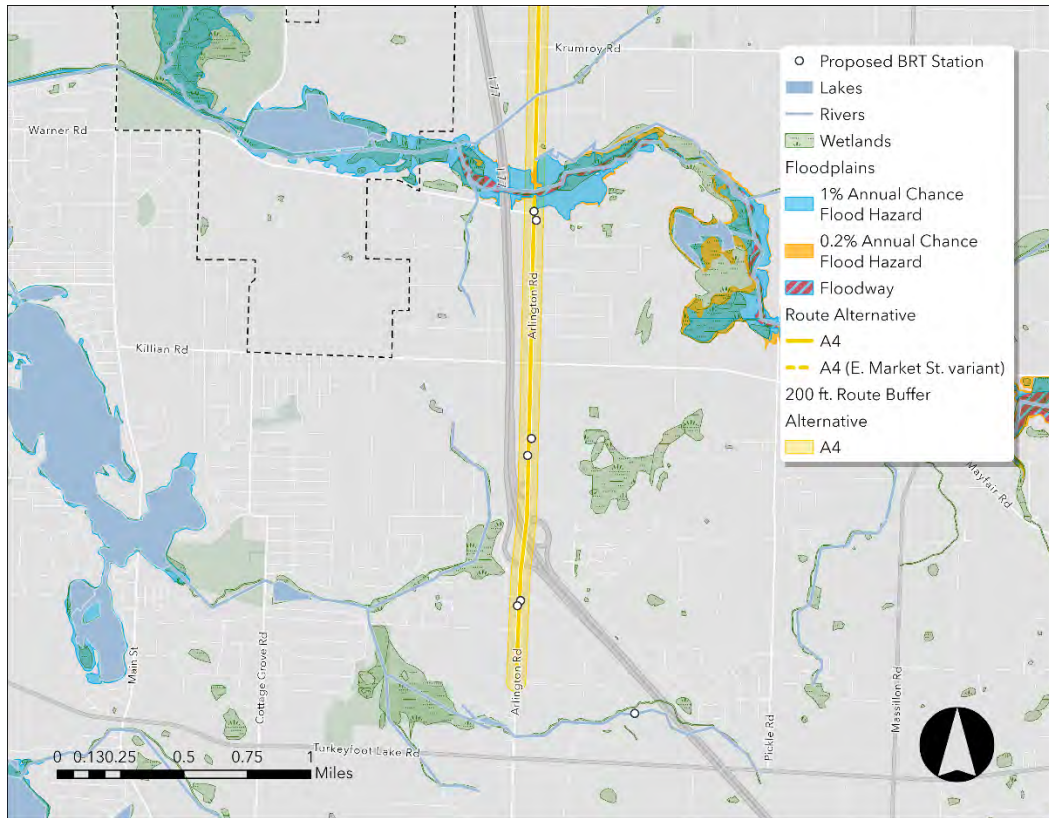 Krumroy Rd
I 77
Warner Rd
I 77
Arlington Rd
Killian Rd
Proposed BRT Station
Lakes
Rivers
Wetlands
Floodplains
1% Annual Chance
Flood Hazard
0.2% Annual Chance
Flood Hazard
Floodway
Route Alternative
A4
A4 (E. Market St. variant)
200 ft. Route Buffer
Alternative
A4
Mayfair Rd
Main St
Cottage Grove Rd
Arlington Rd
Pickle Rd
Massillon Rd
Turkeyfoot Lake Rd
0 0.130.25 0.5 0.75 1
Miles